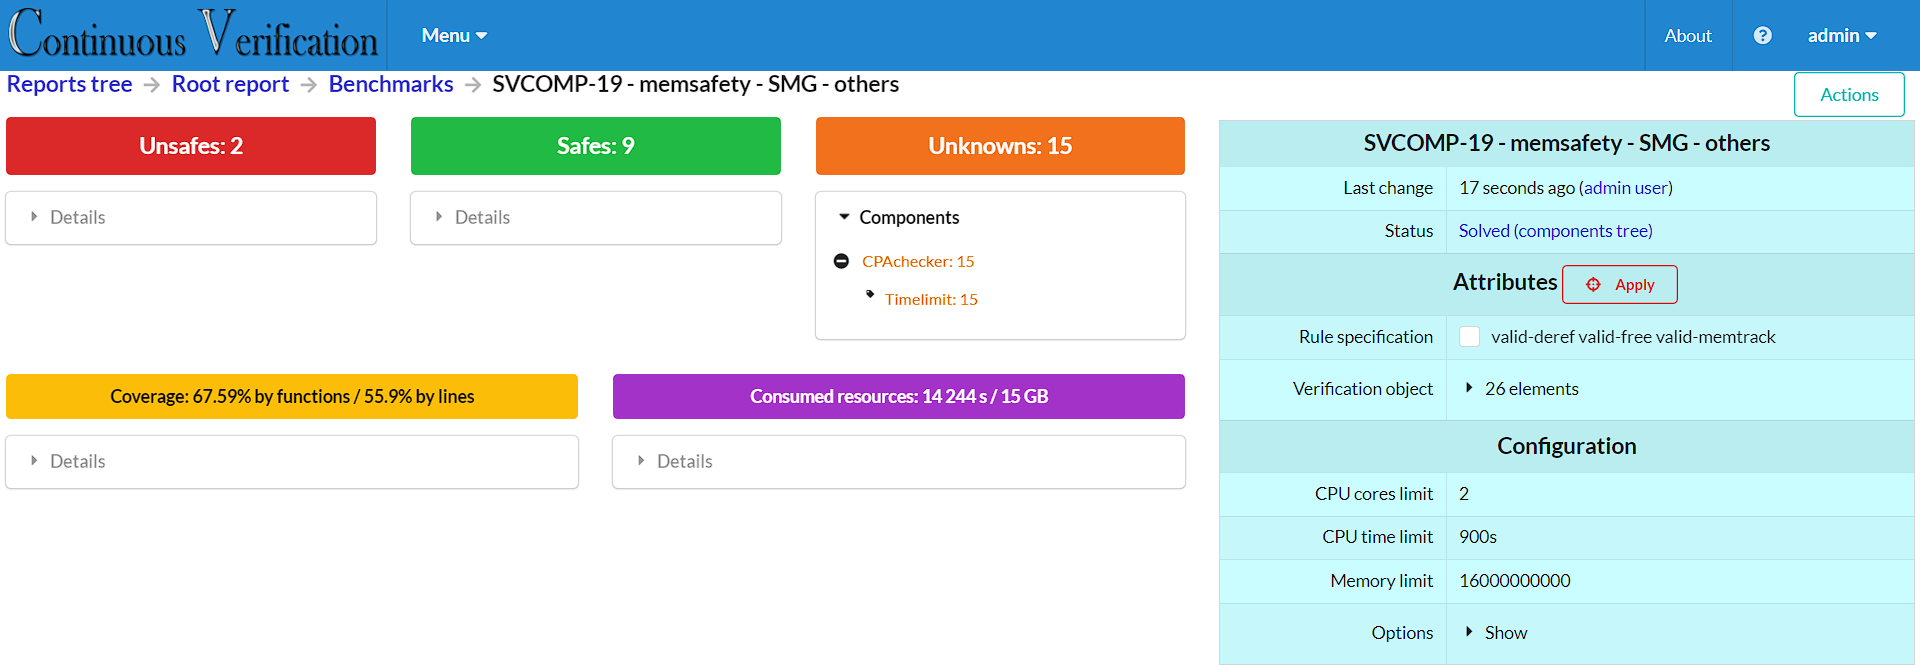 Continuous Verification
Menu
About
admin
Reports tree
Root report
Benchmarks
SVCOMP-19 - memsafety - SMG - others
Actions
Unsafes: 2
Details
Safes: 9
Details
Unknowns: 15
Components
CPAchecker: 15
Timelimit: 15
Coverage: 67.59% by functions / 55.9% by lines
Details
Consumed resources: 14 244 s / 15 GB
Details
SVCOMP-19 - memsafety - SMG - others
Last change 17 seconds ago (admin user)
Status Solved (components tree)
Attributes Apply
Rule specification valid-deref valid-free valid-memtrack
Verification object 26 elements
Configuration
CPU cores limit 2
CPU time limit 900s
Memory limit 16000000000
Options Show